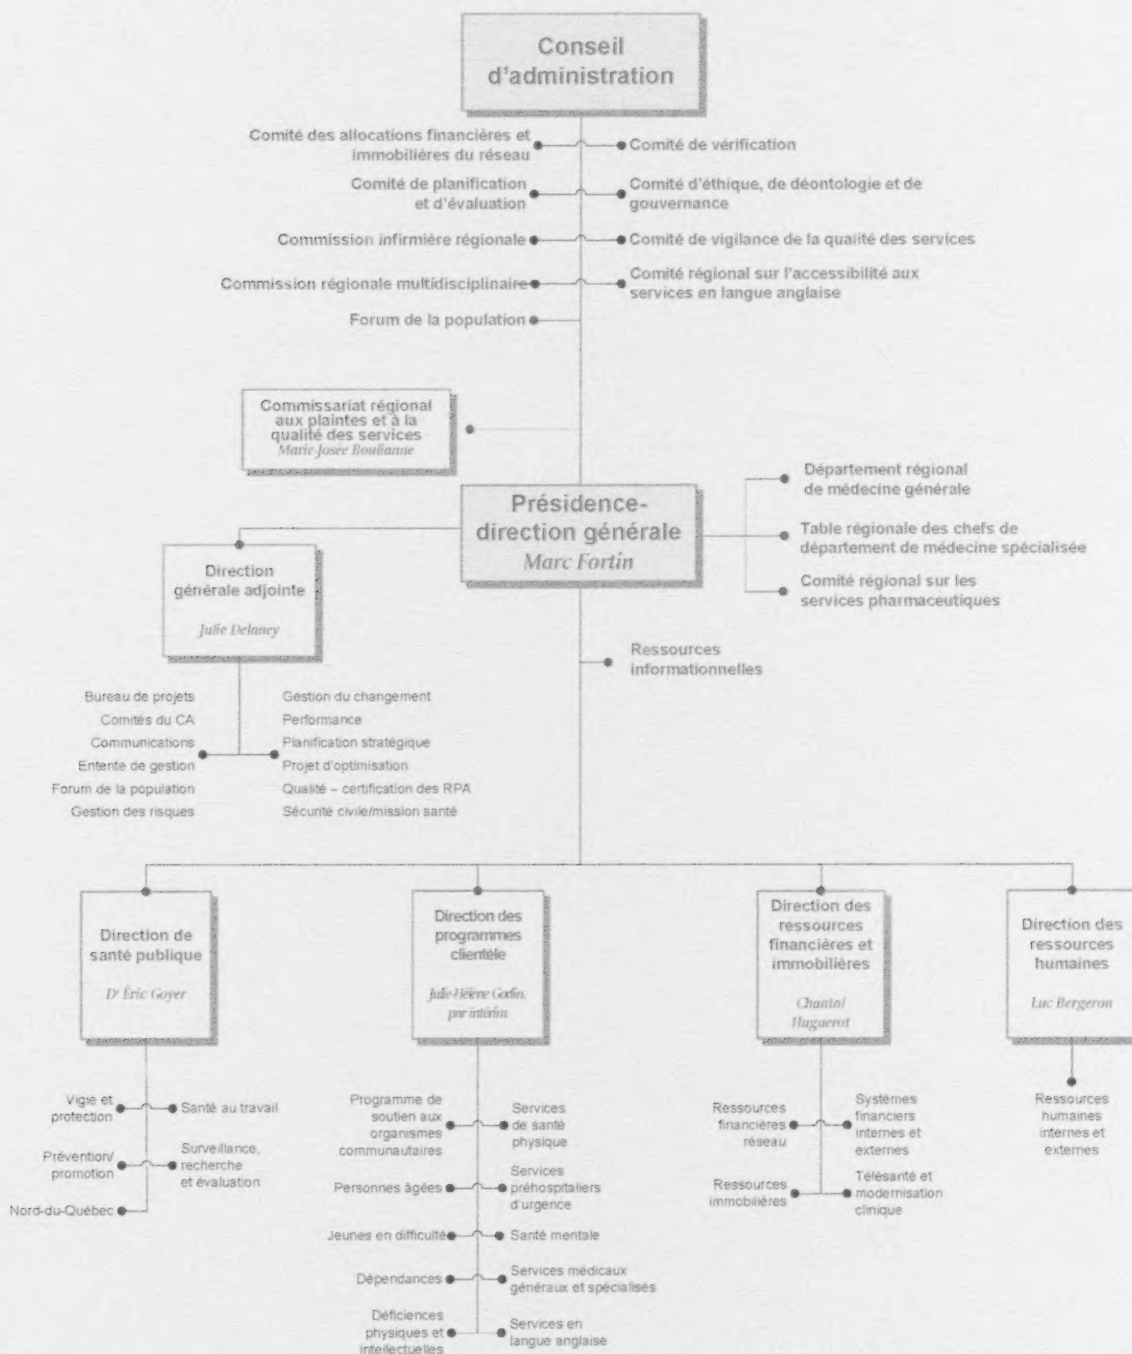 Conseil
d'administration
Comité des allocations financières et
immobilières du réseau
Comité de vérification
Comité de planification
et d'évaluation
Comité d'éthique, de déontologie et de
gouvernance
Commission infirmière régionale
Comité de vigilance de la qualité des services
Commission régionale multidisciplinaire
Comité régional sur l'accessibilité aux
services en langue anglaise
Forum de la population
Commissariat régional
aux plaintes et à la
qualité des services
Marie-Josée Boulianne
Présidence-
direction générale
Marc Fortin
Département régional
de médecine générale
Table régionale des chefs de
département de médecine spécialisée
Comité régional sur les
services pharmaceutiques
Direction
générale adjointe
Julie Delaney
Ressources
informationnelles
Bureau de projets
Comités du CA
Communications
Entente de gestion
Forum de la population
Gestion des risques
Gestion du changement
Performance
Planification stratégique
Projet d'optimisation
Qualité – certification des RPA
Sécurité civile/mission santé
Direction de
santé publique
Dr Éric Goyer
Vigie et
protection
Santé au travail
Prévention/
promotion
Surveillance,
recherche
et évaluation
Nord-du-Québec
Direction des
programmes
clientèle
Julie-Hélène Godin,
par intérim
Programme de
soutien aux
organismes
communautaires
Services
de santé
physique
Personnes âgées
Services
préhospitaliers
d'urgence
Jeunes en difficulté
Santé mentale
Dépendances
Services médicaux
généraux et spécialisés
Déficiences
physiques et
intellectuelles
Services en
langue anglaise
Direction des
ressources
financières et
immobilières
Chantal
Huguerot
Ressources
financières
réseau
Systèmes
financiers
internes et
externes
Ressources
immobilières
Télésanté et
modernisation
clinique
Direction des
ressources
humaines
Luc Bergeron
Ressources
humaines
internes et
externes